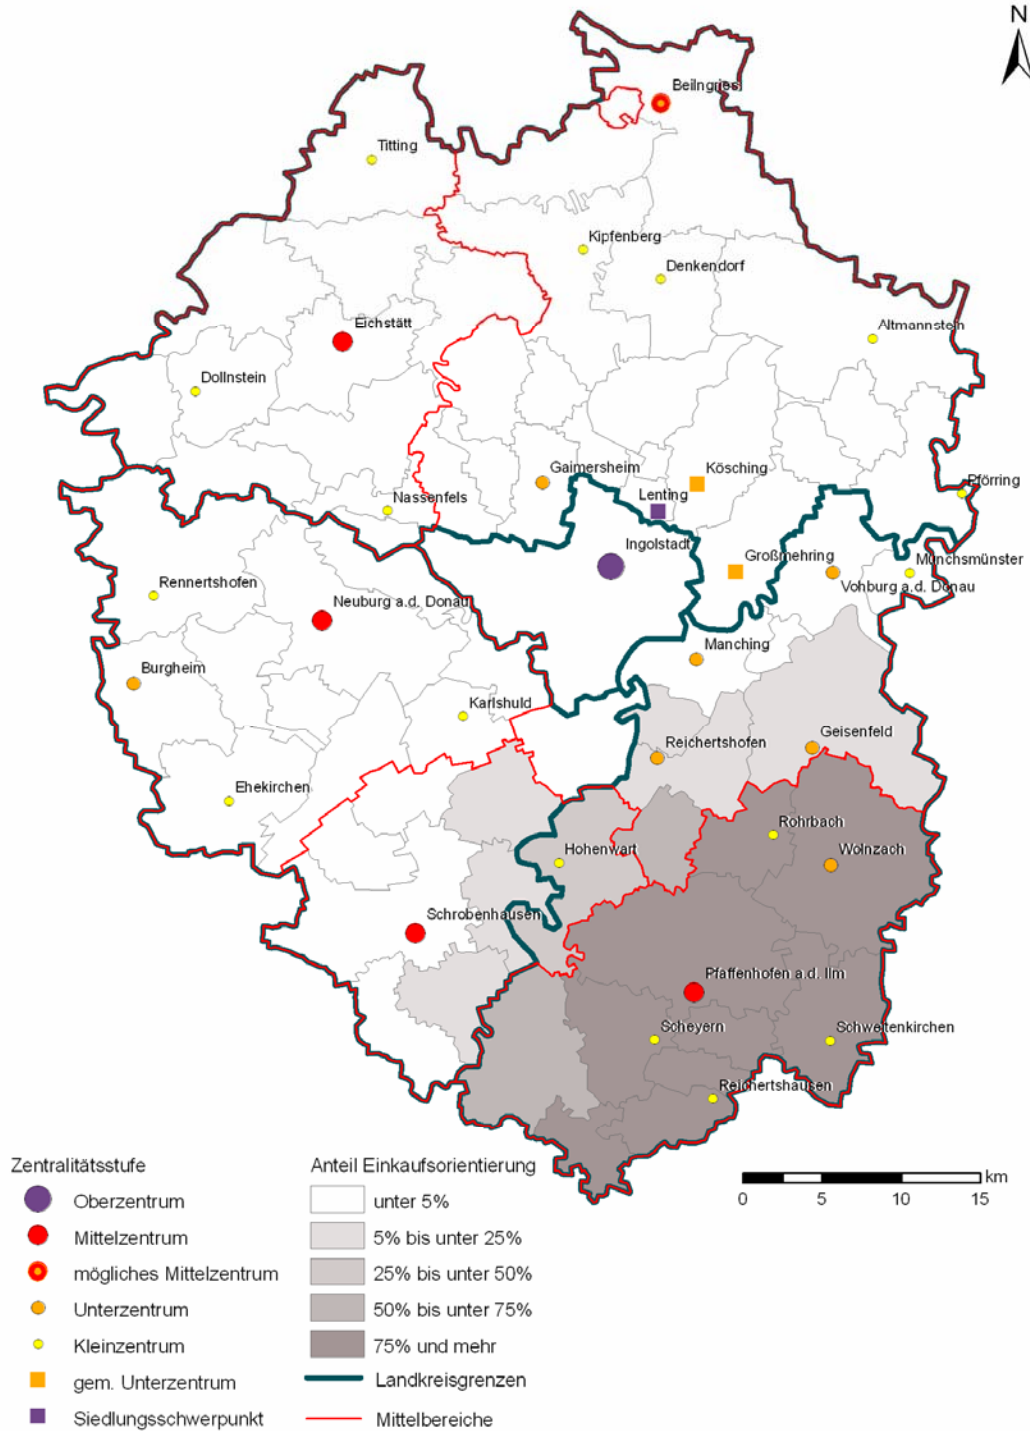 N
Beilngries
Titting
Kipfenberg
Denkendorf
Eichstätt
Altmannstein
Dollnstein
Gaimersheim
Kösching
Nassenfels
Lenting
Pförring
Ingolstadt
Großmehring
Münchsmünster
Rennertshofen
Vohburg a.d. Donau
Neuburg a.d. Donau
Manching
Burgheim
Karlshuld
Reichertshofen
Geisenfeld
Ehekirchen
Rohrbach
Hohenwart
Wolnzach
Schrobenhausen
Pfaffenhofen a.d. Ilm
Scheyern
Schweitenkirchen
Reichertshausen
Zentralitätsstufe
Oberzentrum
Mittelzentrum
mögliches Mittelzentrum
Unterzentrum
Kleinzentrum
gem. Unterzentrum
Siedlungsschwerpunkt
Anteil Einkaufsorientierung
unter 5%
5% bis unter 25%
25% bis unter 50%
50% bis unter 75%
75% und mehr
Landkreisgrenzen
Mittelbereiche
km
0 5 10 15